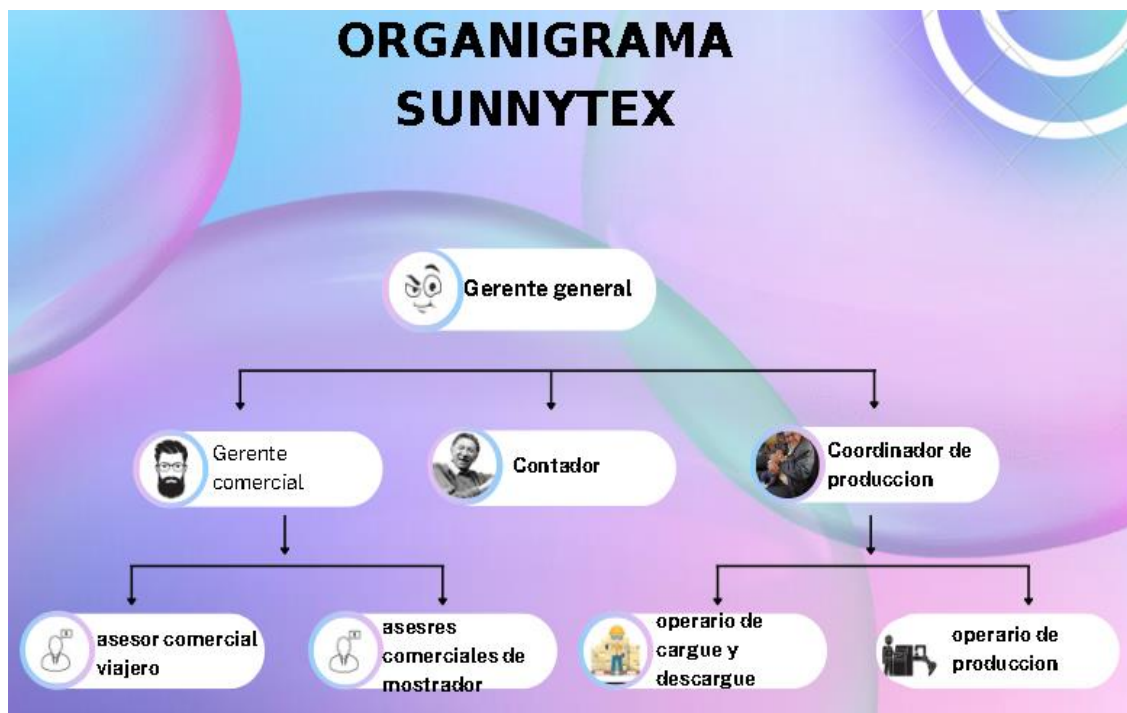 ORGANIGRAMA
SUNNYTEX
Gerente general
Gerente
comercial
Contador
Coordinador de
produccion
asesor comercial
viajero
asesres
comerciales de
mostrador
operario de
cargue y
descargue
operario de
produccion